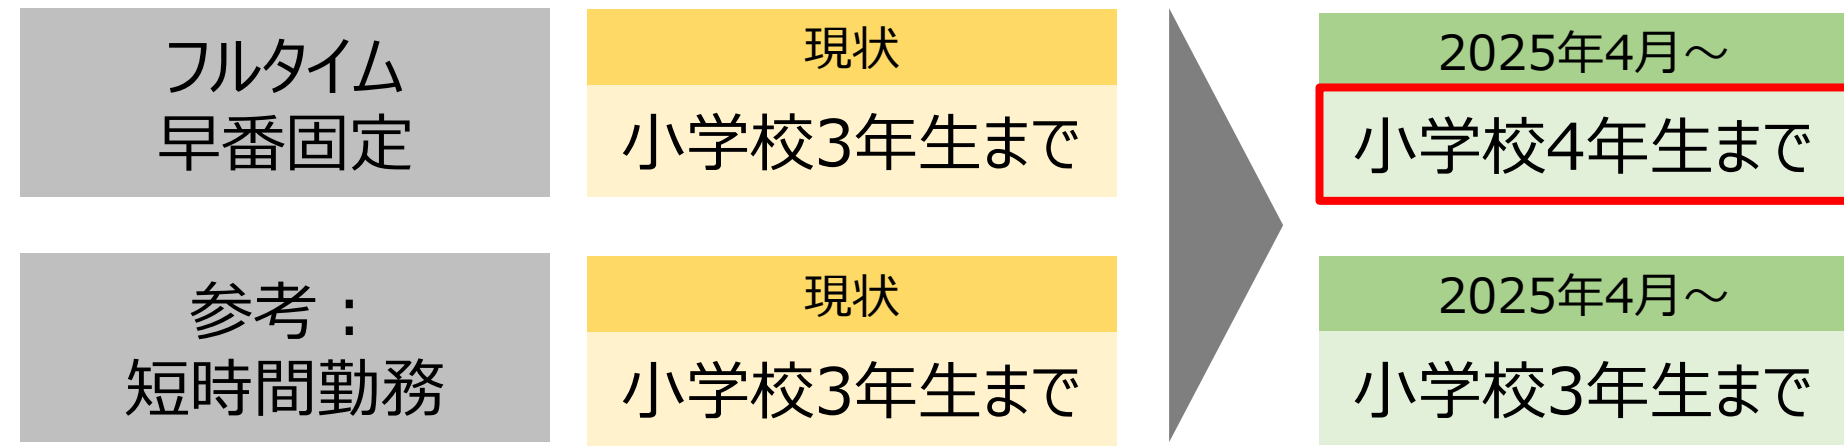 フルタイム
早番固定
現状
小学校3年生まで
2025年4月～
小学校4年生まで
参考：
短時間勤務
現状
小学校3年生まで
2025年4月～
小学校3年生まで